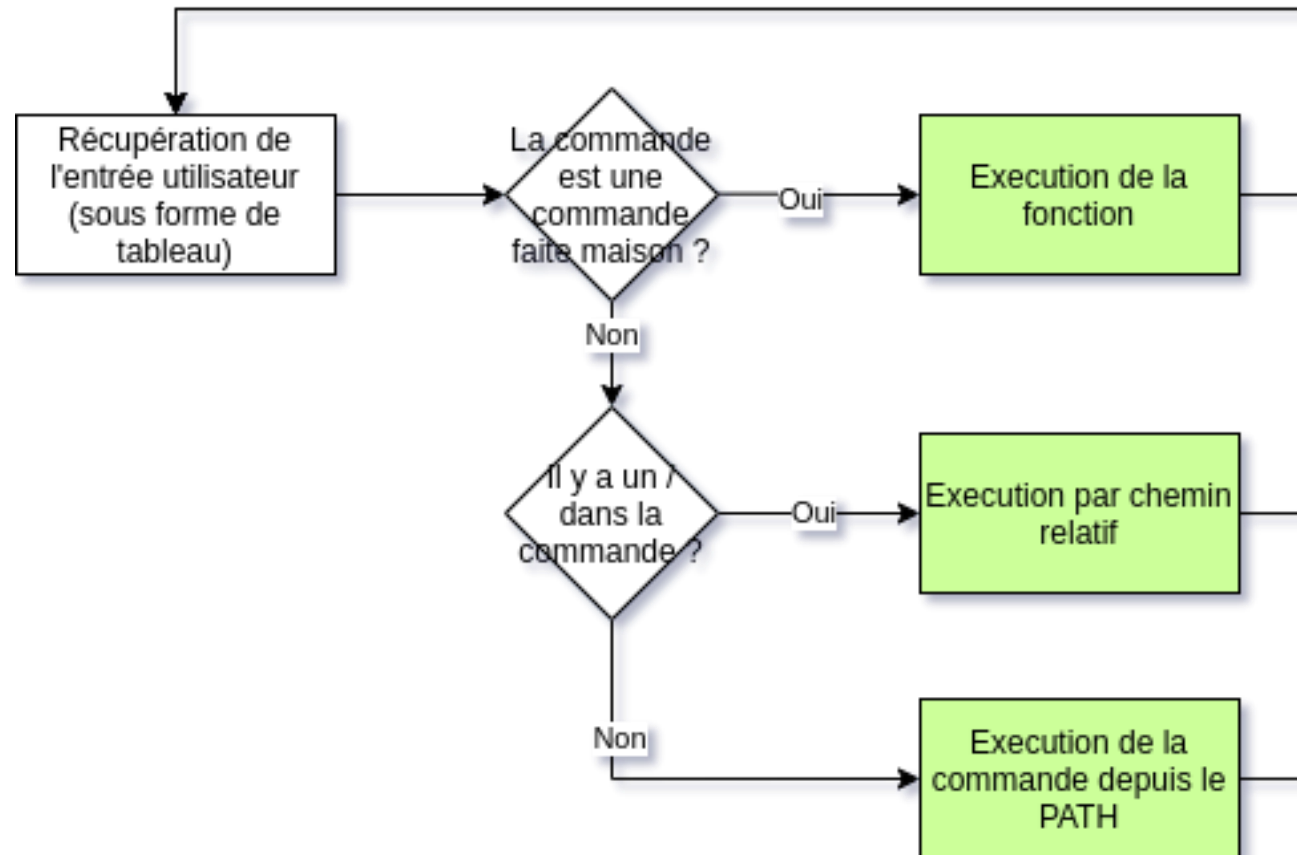 Récupération de
l'entrée utilisateur
(sous forme de
tableau)
La commande
est une
commande
faite maison ?
Oui
Execution de la
fonction
Non
Il y a un /
dans la
commande ?
Oui
Execution par chemin
relatif
Non
Execution de la
commande depuis le
PATH